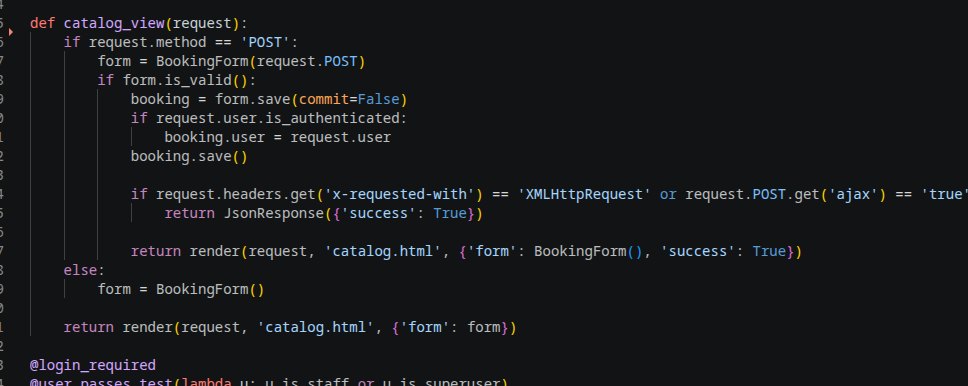 def catalog_view(request):
    if request.method == 'POST':
        form = BookingForm(request.POST)
        if form.is_valid():
            booking = form.save(commit=False)
            if request.user.is_authenticated:
                booking.user = request.user
            booking.save()
            if request.headers.get('x-requested-with') == 'XMLHttpRequest' or request.POST.get('ajax') == 'true'
                return JsonResponse({'success': True})
            return render(request, 'catalog.html', {'form': BookingForm(), 'success': True})
    else:
        form = BookingForm()
    return render(request, 'catalog.html', {'form': form})
@login_required
@user_passes_test(lambda u: u.is_staff or u.is_superuser)